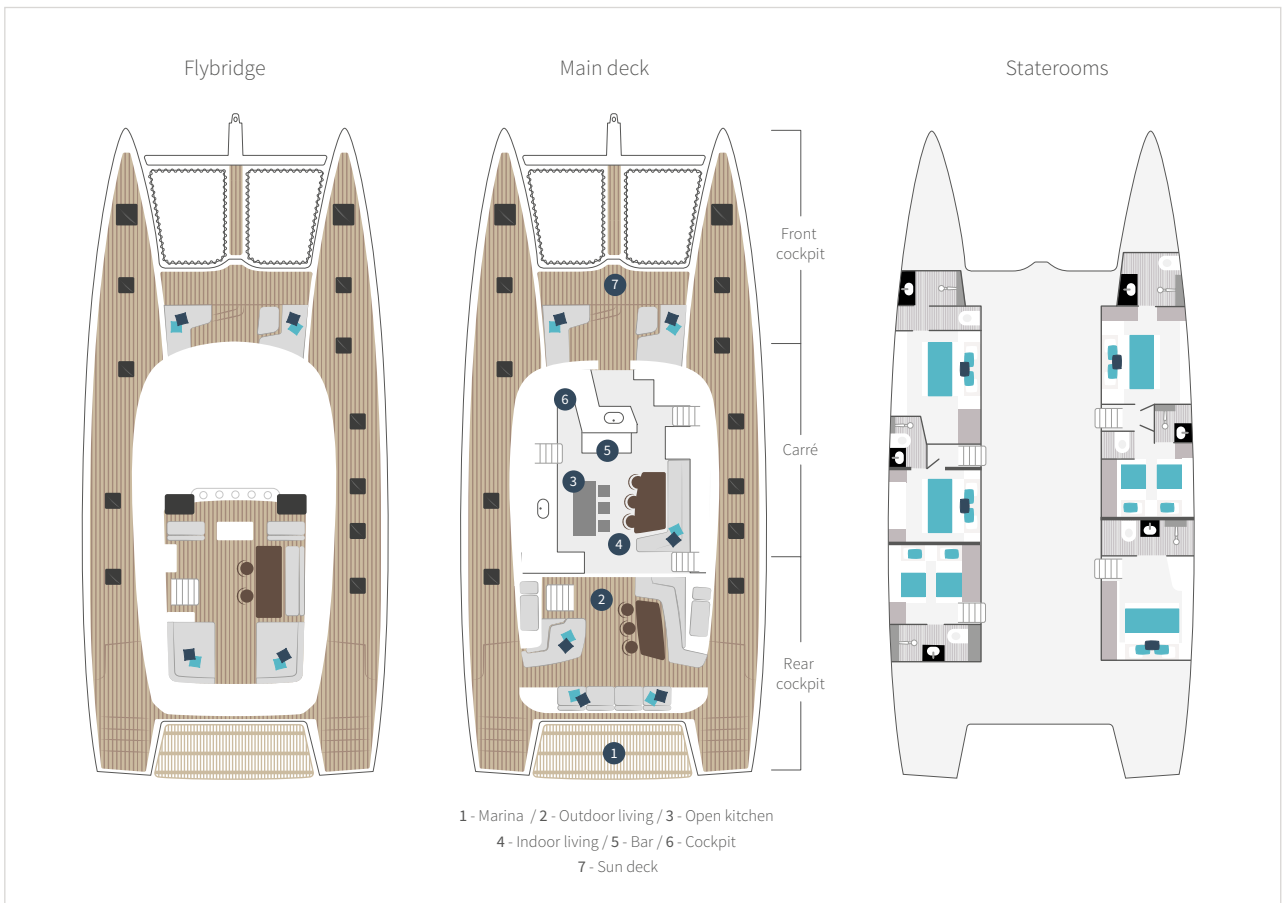 Flybridge
Main deck
Staterooms
Front
cockpit
Carré
Rear
cockpit
7
6
5
3
4
2
1
1 - Marina / 2 - Outdoor living / 3 - Open kitchen
4 - Indoor living / 5 - Bar / 6 - Cockpit
7 - Sun deck